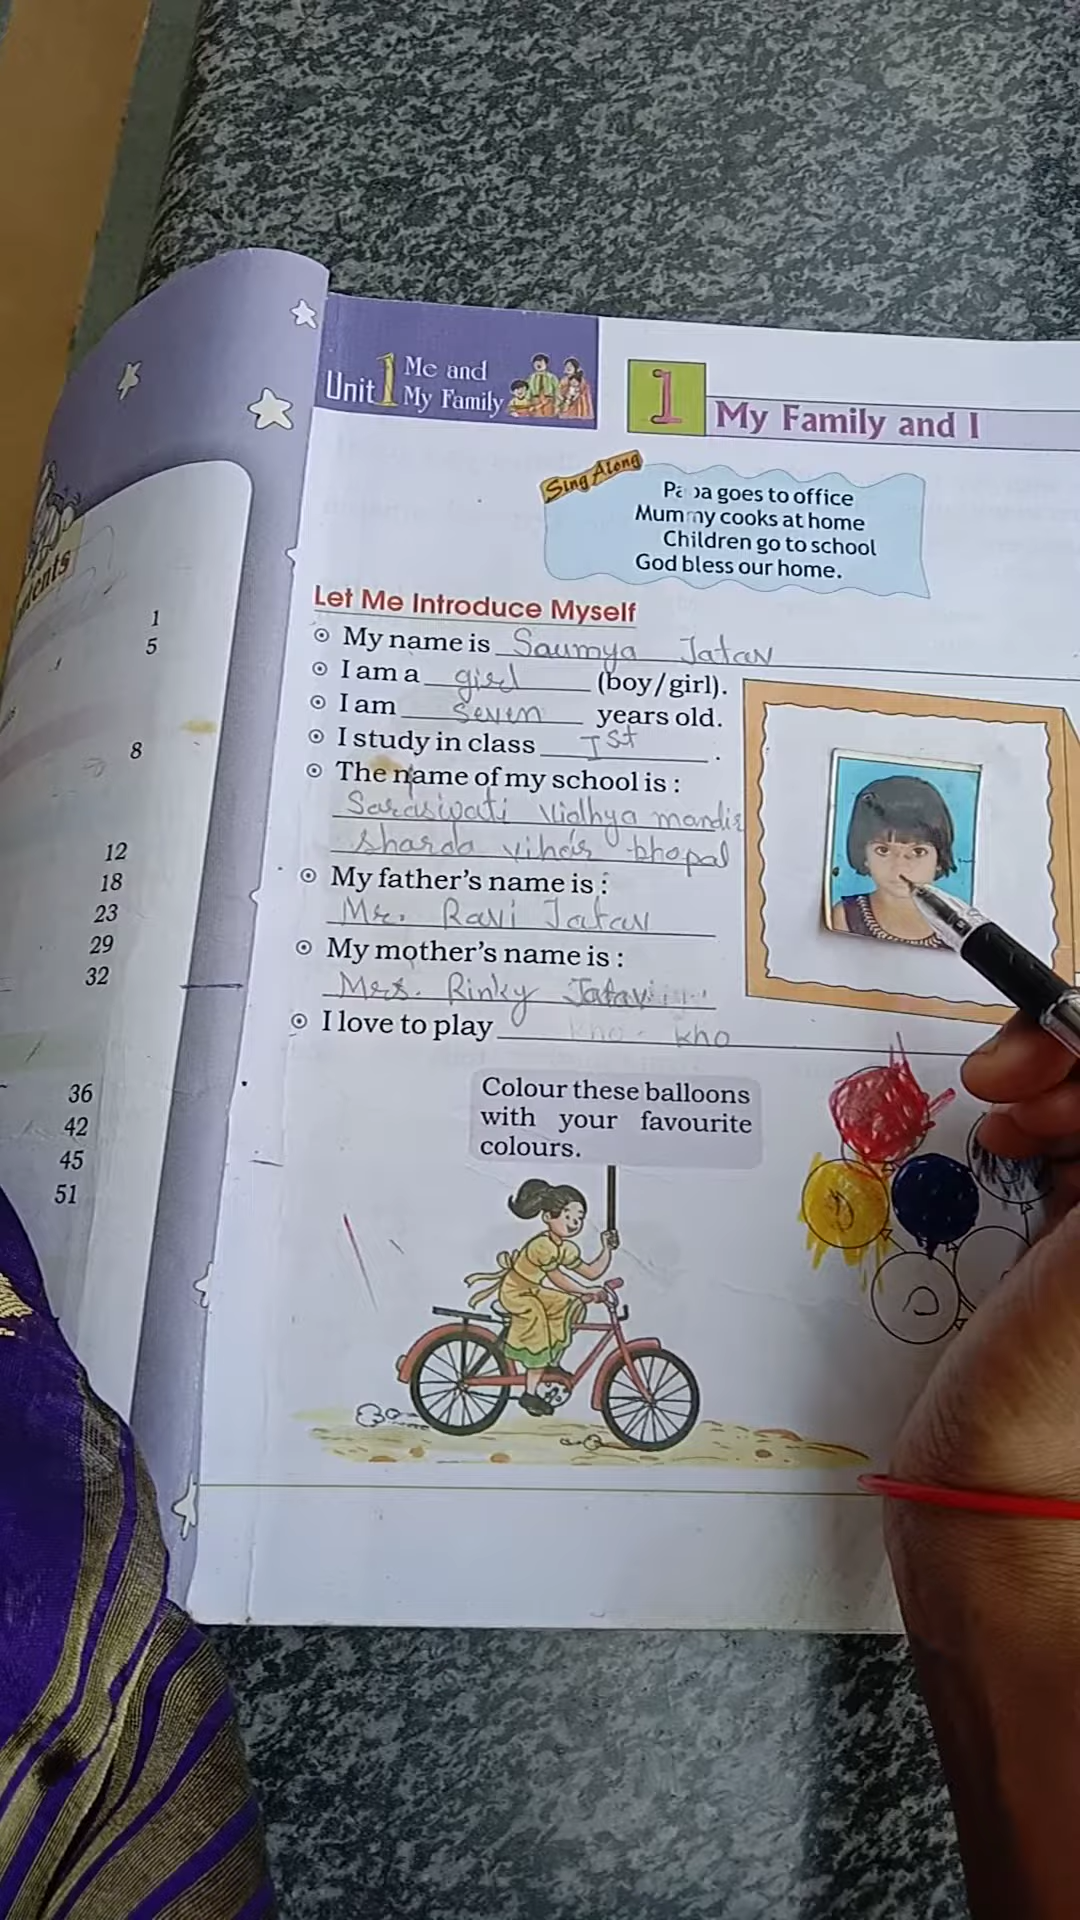 Unit 1 Me and
My Family
1 My Family and I
Sing Along
Papa goes to office
Mummy cooks at home
Children go to school
God bless our home.
Let Me Introduce Myself
My name is Saumya Jatav
I am a girl (boy/girl).
I am seven years old.
I study in class Ist.
The name of my school is :
Saraswati Vidhya mandir
sharda vihar bhopal
My father's name is :
Mr. Ravi Jatav
My mother's name is :
Mrs. Rinky Jatav
I love to play kho-kho
Colour these balloons
with your favourite
colours.
1
5
8
12
18
23
29
32
36
42
45
51